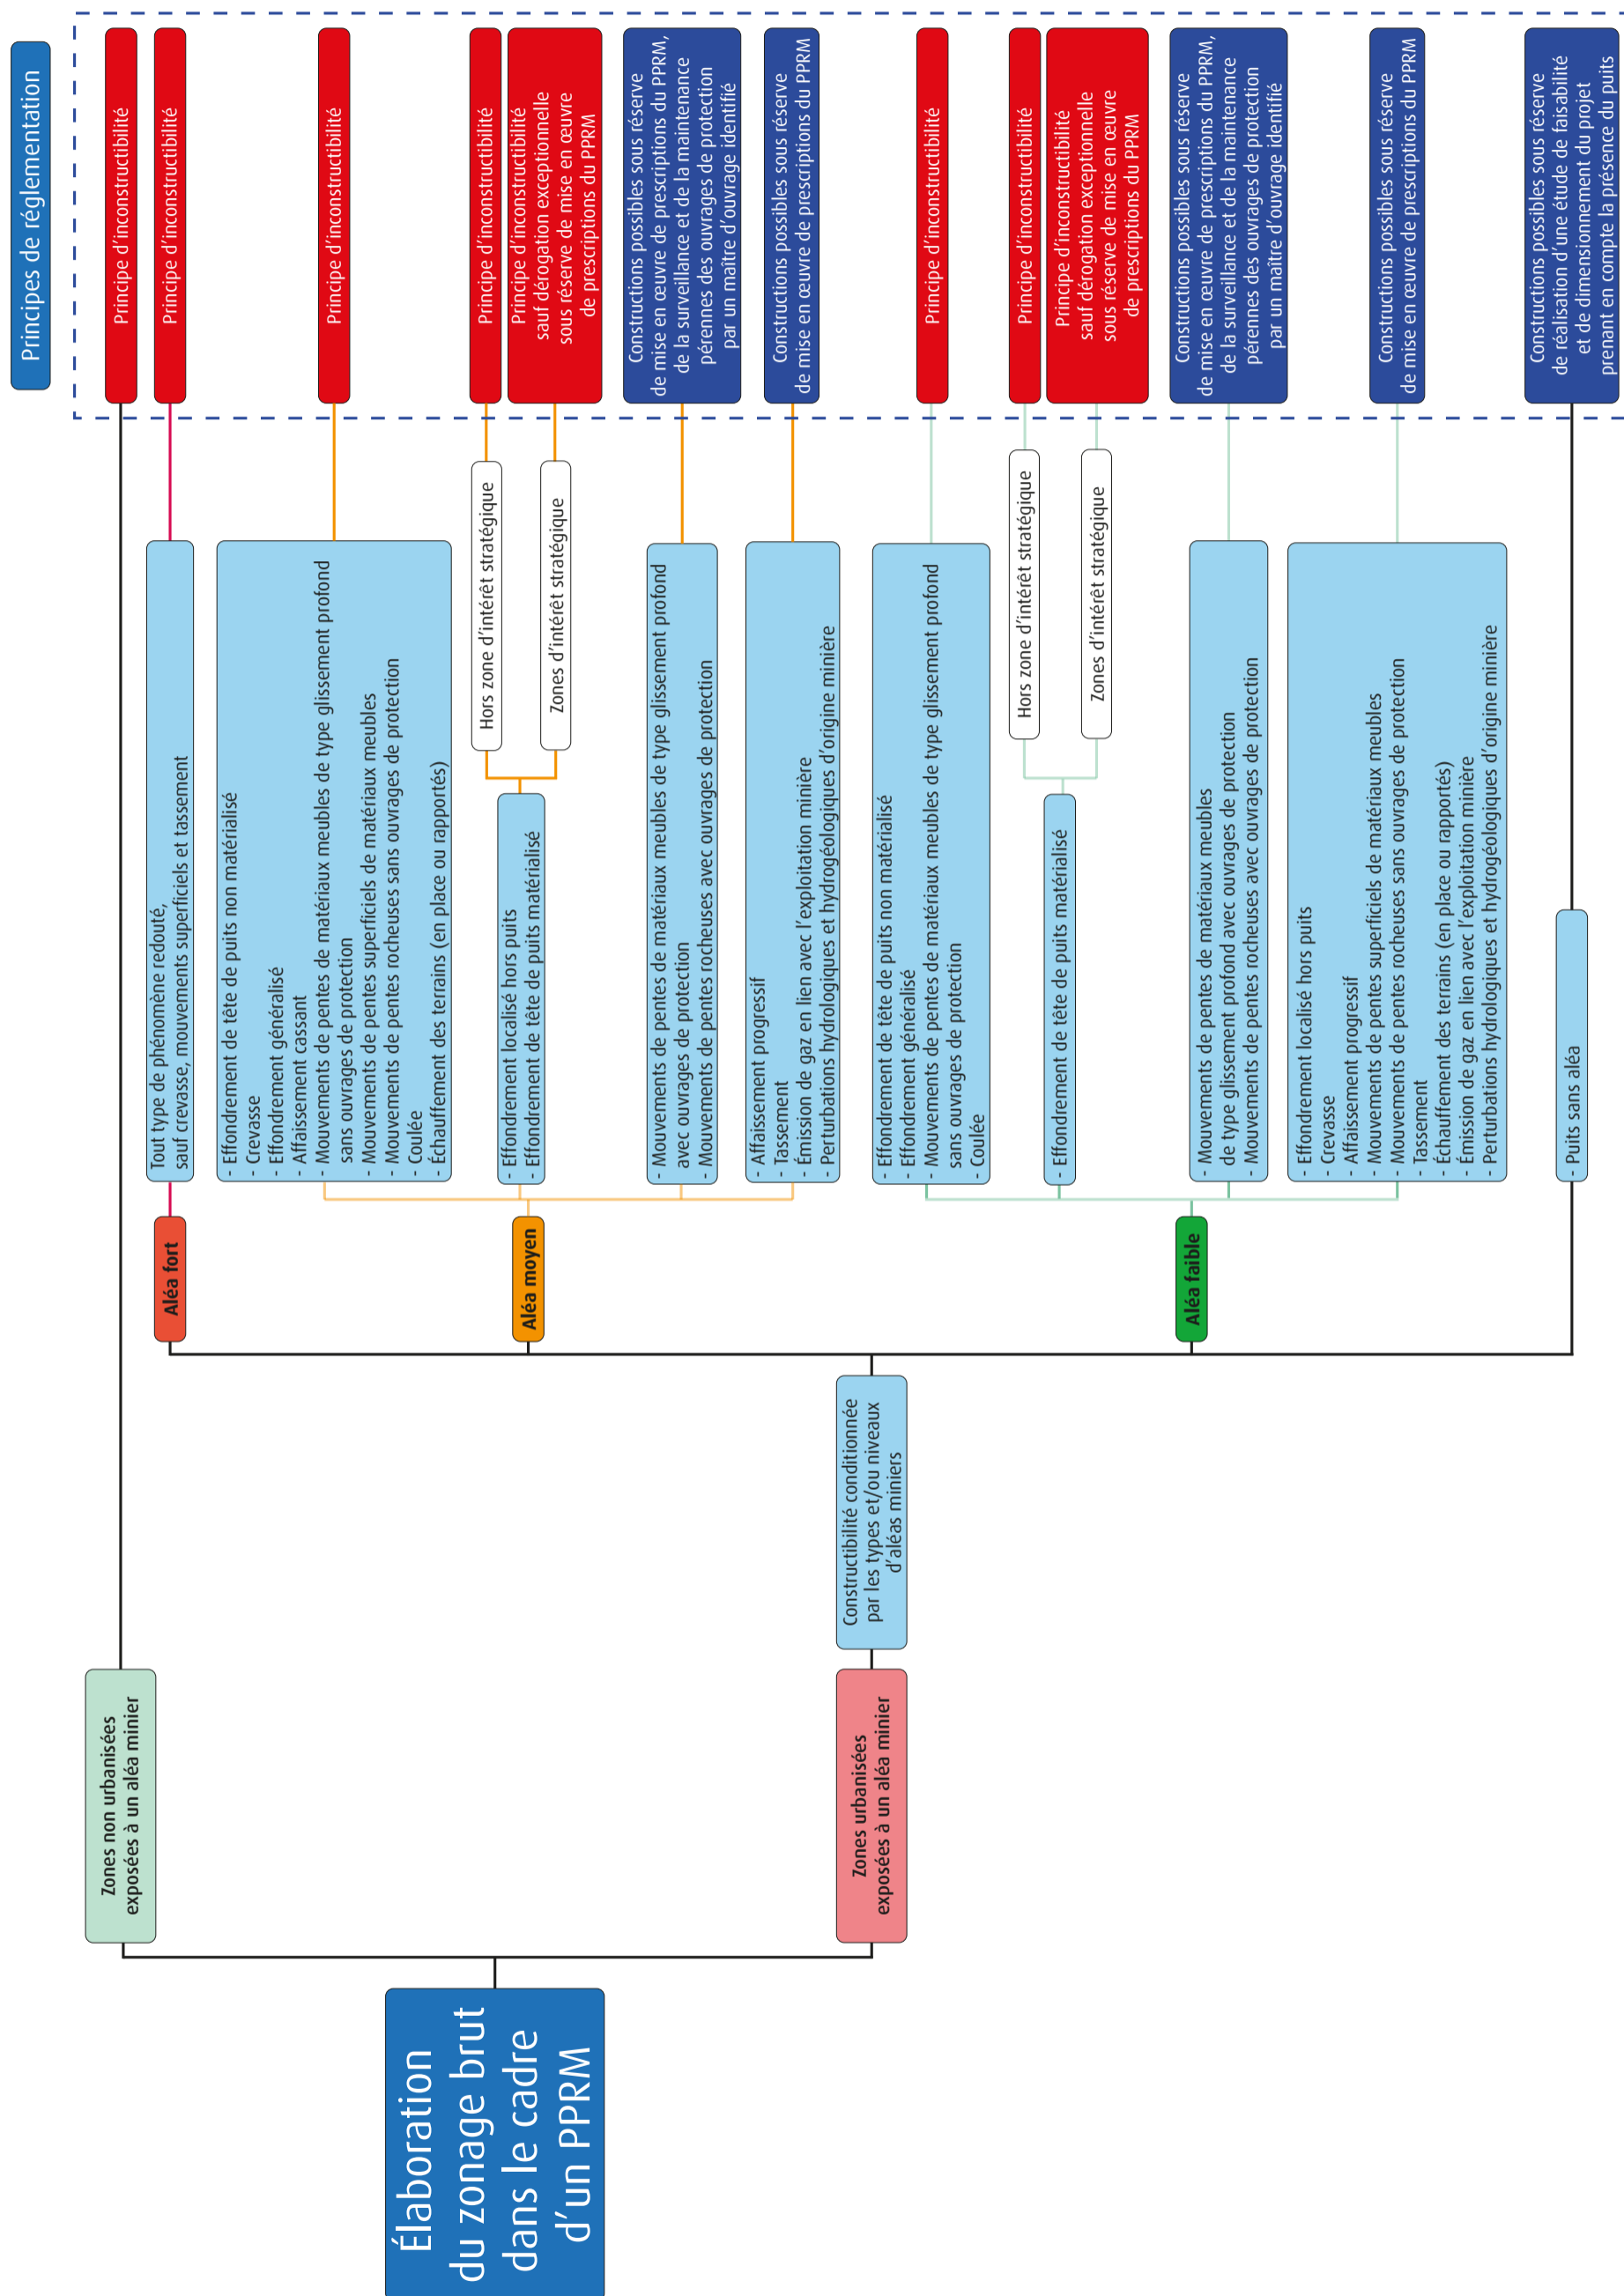 Élaboration
du zonage brut
dans le cadre
d'un PPRM
Principes de réglementation
Zones non urbanisées
exposées à un aléa minier
Principe d'inconstructibilité
Zones urbanisées
exposées à un aléa minier
Constructibilité conditionnée
par les types et/ou niveaux
d'aléas miniers
Aléa fort
Tout type de phénomène redouté,
sauf crevasse, mouvements superficiels et tassement
Principe d'inconstructibilité
Aléa moyen
- Effondrement de tête de puits non matérialisé
- Crevasse
- Effondrement généralisé
- Affaissement cassant
- Mouvements de pentes de matériaux meubles de type glissement profond
sans ouvrages de protection
- Mouvements de pentes superficiels de matériaux meubles
- Mouvements de pentes rocheuses sans ouvrages de protection
- Coulée
- Échauffement des terrains (en place ou rapportés)
Principe d'inconstructibilité
- Effondrement localisé hors puits
- Effondrement de tête de puits matérialisé
Hors zone d'intérêt stratégique
Principe d'inconstructibilité
Zones d'intérêt stratégique
Principe d'inconstructibilité
sauf dérogation exceptionnelle
sous réserve de mise en œuvre
de prescriptions du PPRM
- Mouvements de pentes de matériaux meubles de type glissement profond
avec ouvrages de protection
- Mouvements de pentes rocheuses avec ouvrages de protection
Constructions possibles sous réserve
de mise en œuvre de prescriptions du PPRM,
de la surveillance et de la maintenance
pérennes des ouvrages de protection
par un maître d'ouvrage identifié
- Affaissement progressif
- Tassement
- Émission de gaz en lien avec l'exploitation minière
- Perturbations hydrologiques et hydrogéologiques d'origine minière
Constructions possibles sous réserve
de mise en œuvre de prescriptions du PPRM
Aléa faible
- Effondrement de tête de puits non matérialisé
- Effondrement généralisé
- Mouvements de pentes de matériaux meubles de type glissement profond
sans ouvrages de protection
- Coulée
Principe d'inconstructibilité
- Effondrement de tête de puits matérialisé
Hors zone d'intérêt stratégique
Principe d'inconstructibilité
Zones d'intérêt stratégique
Principe d'inconstructibilité
sauf dérogation exceptionnelle
sous réserve de mise en œuvre
de prescriptions du PPRM
- Mouvements de pentes de matériaux meubles
de type glissement profond avec ouvrages de protection
- Mouvements de pentes rocheuses avec ouvrages de protection
Constructions possibles sous réserve
de mise en œuvre de prescriptions du PPRM,
de la surveillance et de la maintenance
pérennes des ouvrages de protection
par un maître d'ouvrage identifié
- Effondrement localisé hors puits
- Crevasse
- Affaissement progressif
- Mouvements de pentes superficiels de matériaux meubles
- Mouvements de pentes rocheuses sans ouvrages de protection
- Tassement
- Échauffement des terrains (en place ou rapportés)
- Émission de gaz en lien avec l'exploitation minière
- Perturbations hydrologiques et hydrogéologiques d'origine minière
Constructions possibles sous réserve
de mise en œuvre de prescriptions du PPRM
- Puits sans aléa
Constructions possibles sous réserve
de réalisation d'une étude de faisabilité
et de dimensionnement du projet
prenant en compte la présence du puits